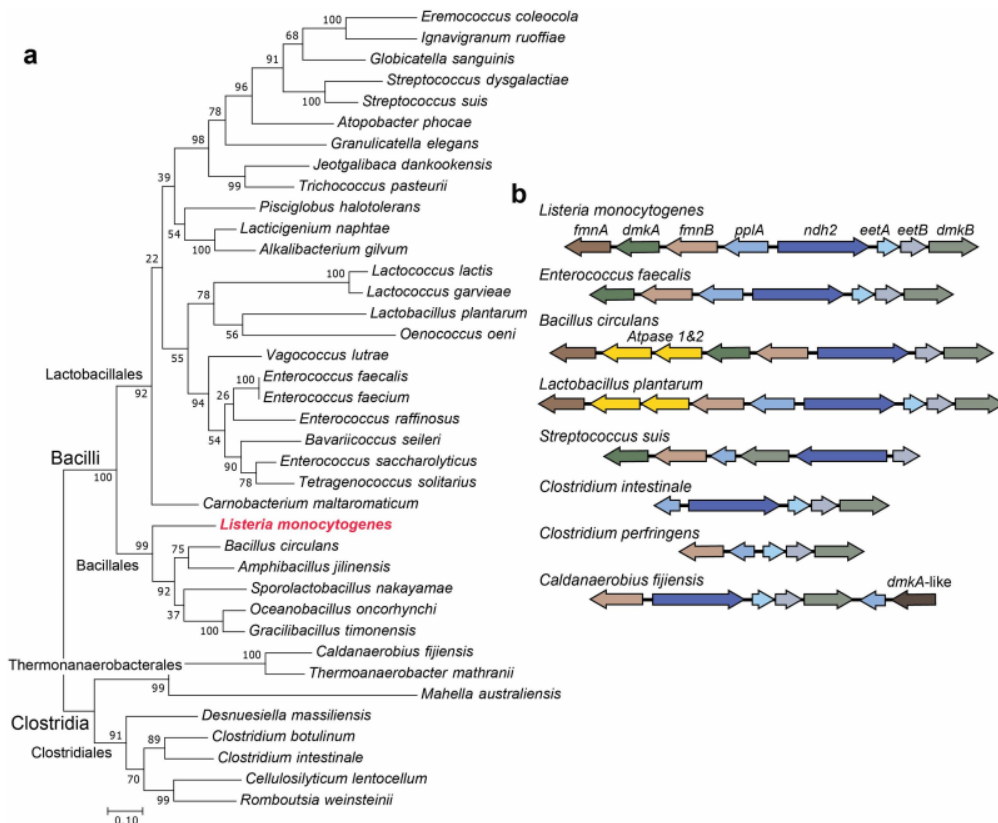 a
Eremococcus coleocola
100
Ignavigranum ruoffiae
68
Globicatella sanguinis
91
Streptococcus dysgalactiae
100
Streptococcus suis
96
Atopobacter phocae
78
Granulicatella elegans
98
Jeotgalibaca dankookensis
99
Trichococcus pasteurii
39
Pisciglobus halotolerans
54
Lacticigenium naphtae
100
Alkalibacterium gilvum
22
Lactococcus lactis
100
Lactococcus garvieae
78
Lactobacillus plantarum
56
Oenococcus oeni
55
Vagococcus lutrae
94
Enterococcus faecalis
100
Enterococcus faecium
26
Enterococcus raffinosus
54
Bavariicoccus seileri
90
Enterococcus saccharolyticus
78
Tetragenococcus solitarius
Lactobacillales
92
Carnobacterium maltaromaticum
Bacilli
100
Listeria monocytogenes
99
Bacillales
75
Bacillus circulans
Amphibacillus jilinensis
92
Sporolactobacillus nakayamae
37
Oceanobacillus oncorhynchi
100
Gracilibacillus timonensis
Thermonanaerobacterales
100
Caldanaerobius fijiensis
Thermoanaerobacter mathranii
99
Mahella australiensis
Clostridia
Desnuesiella massiliensis
91
Clostridiales
89
Clostridium botulinum
Clostridium intestinale
70
Cellulosilyticum lentocellum
99
Romboutsia weinsteinii
0.10
b
Listeria monocytogenes
fmnA dmkA fmnB pplA ndh2 eetA eetB dmkB
Enterococcus faecalis
Bacillus circulans
Atpase 1&2
Lactobacillus plantarum
Streptococcus suis
Clostridium intestinale
Clostridium perfringens
Caldanaerobius fijiensis
dmkA-like